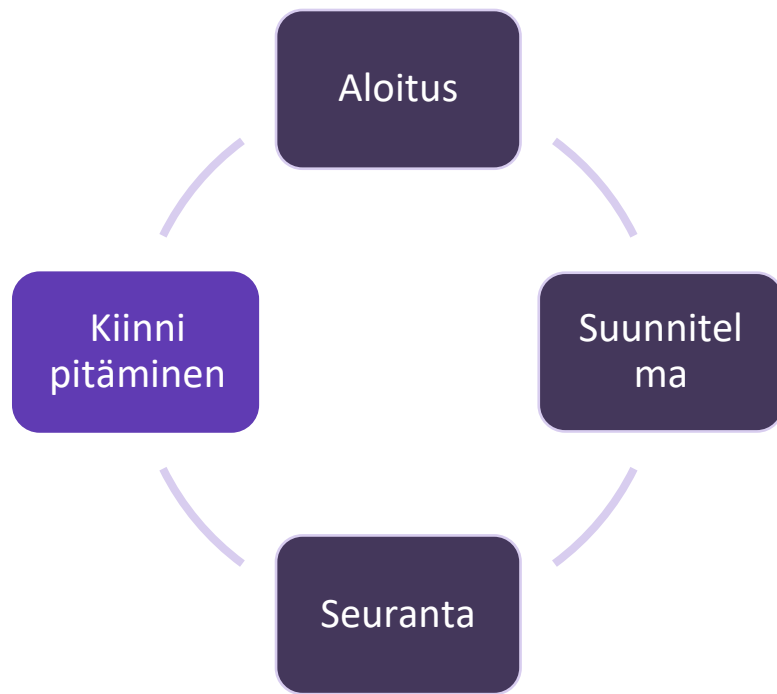 Aloitus
Kiinni
pitäminen
Suunnitel
ma
Seuranta